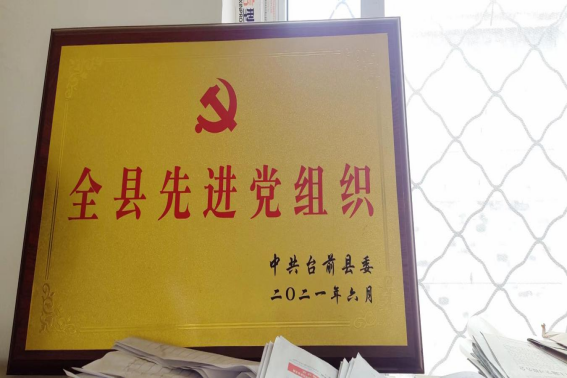 全县先进党组织
中共台前县委
二〇二一年六月